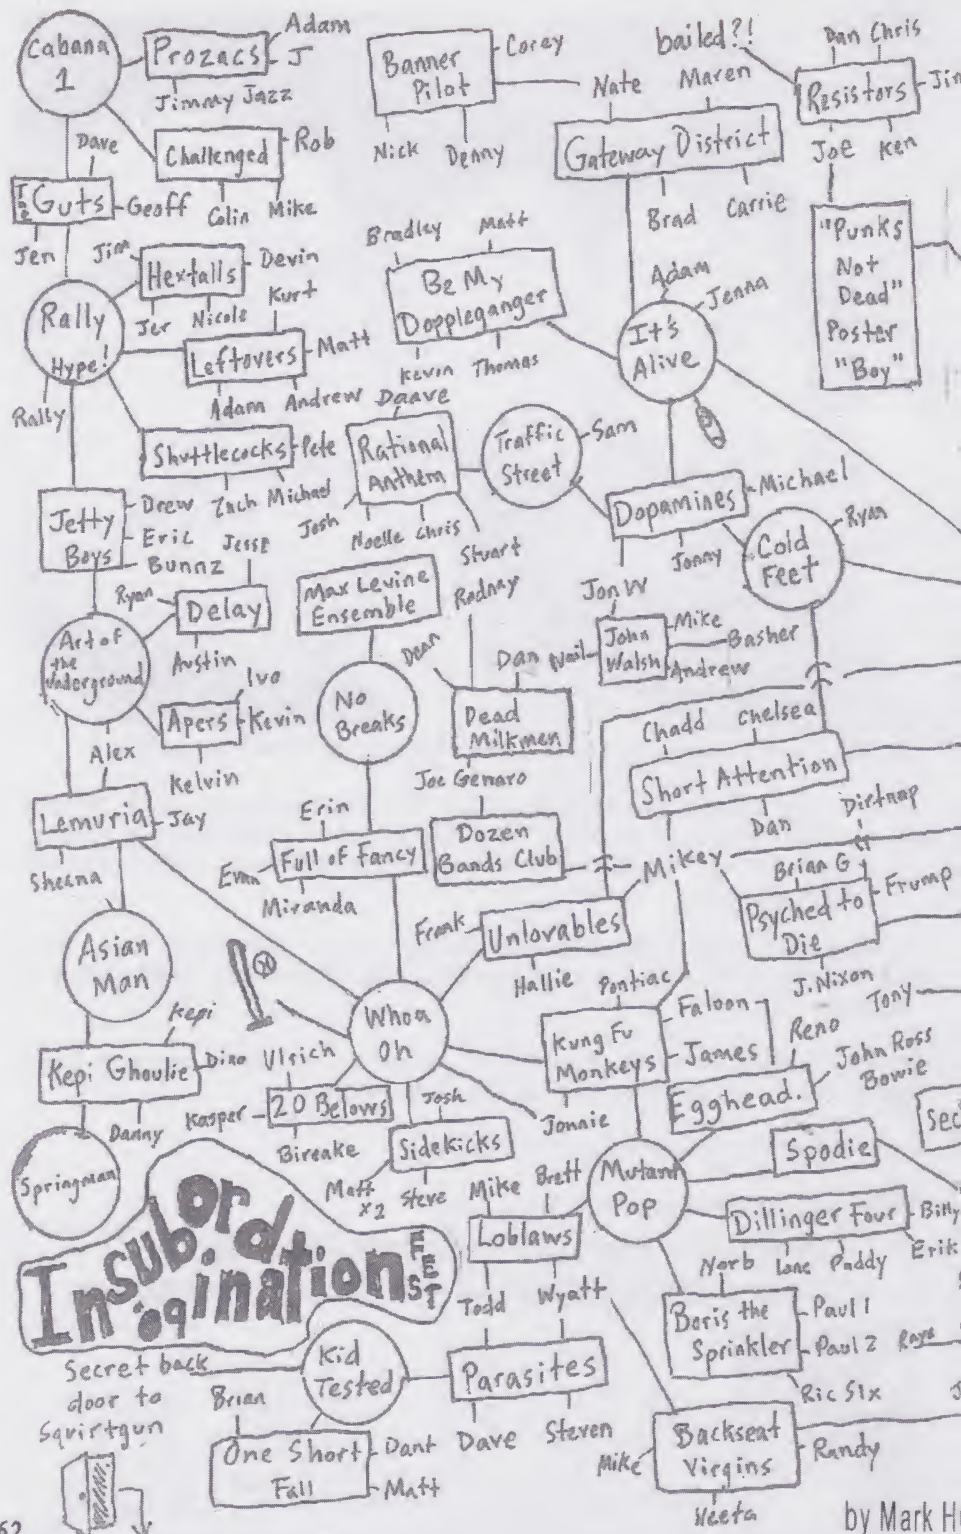 Cabana
1
Prozacs
Adam
J
Jimmy Jazz
Banner
Pilot
Corey
Nick
Denny
Nate
Maren
bailed?!
Dan Chris
Resistors
Joe
Ken
Dave
Challenged
Rob
Colin
Mike
The
Guts
Geoff
Jen
Gateway District
Brad
Carrie
"Punks
Not
Dead"
Poster
"Boy"
Jim
Hextalls
Devin
Jer
Nicole
Kurt
Bradley
Matt
Be My
Doppleganger
Kevin
Thomas
Adam
Jenna
It's
Alive
Rally
Hype!
Rally
Leftovers
Matt
Adam
Andrew
Daave
Rational
Anthem
Josh
Noelle
Chris
Stuart
Traffic
Street
Sam
Shuttlecocks
Pete
Zach
Michael
Dopamines
Michael
Jonny
Jon W
Cold
Feet
Ryan
Jetty
Boys
Drew
Eric
Bunnz
Jesse
Ryan
Delay
Austin
Max Levine
Ensemble
Rodney
Dean
Dan
Nail
John
Walsh
Mike
Basher
Andrew
Art of
the
Underground
Ivo
Apers
Kevin
Kelvin
Alex
No
Breaks
Dead
Milkmen
Joe Genaro
Chadd
Chelsea
Short Attention
Dan
Dirtnap
Lemuria
Jay
Sheena
Erin
Full of Fancy
Evan
Miranda
Dozen
Bands Club
Mikey
Brian G
Psyched to
Die
Frump
J. Nixon
Tony
Frank
Unlovables
Hallie
Asian
Man
Whoa
Oh
Pontiac
Kung Fu
Monkeys
Faloon
James
Jonnie
Reno
John Ross
Bowie
Egghead.
Kepi
Kepi Ghoulie
Dino
Danny
Ulrich
20 Belows
Kasper
Bireake
Josh
Sidekicks
Matt
x2
Steve
Springman
Mutant
Pop
Spodie
Sec
Mike
Brett
Loblaws
Todd
Wyatt
Dillinger Four
Billy
Erik
Paddy
Lane
Insubordination
Fest
Norb
Boris the
Sprinkler
Paul 1
Paul 2
Ric Six
Secret back
door to
Squirtgun
Kid
Tested
Parasites
Dave
Steven
Brian
One Short
Fall
Dant
Matt
Backseat
Virgins
Mike
Randy
Neeta
by Mark H
62